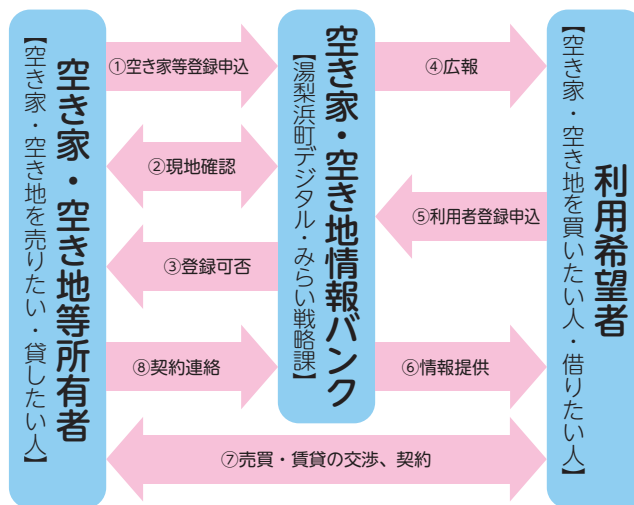 空き家・空き地等所有者
【空き家・空き地を売りたい・貸したい人】
①空き家等登録申込
②現地確認
③登録可否
⑧契約連絡
空き家・空き地情報バンク
【湯梨浜町デジタル・みらい戦略課】
④広報
⑤利用者登録申込
⑥情報提供
⑦売買・賃貸の交渉、契約
利用希望者
【空き家・空き地を買いたい人・借りたい人】